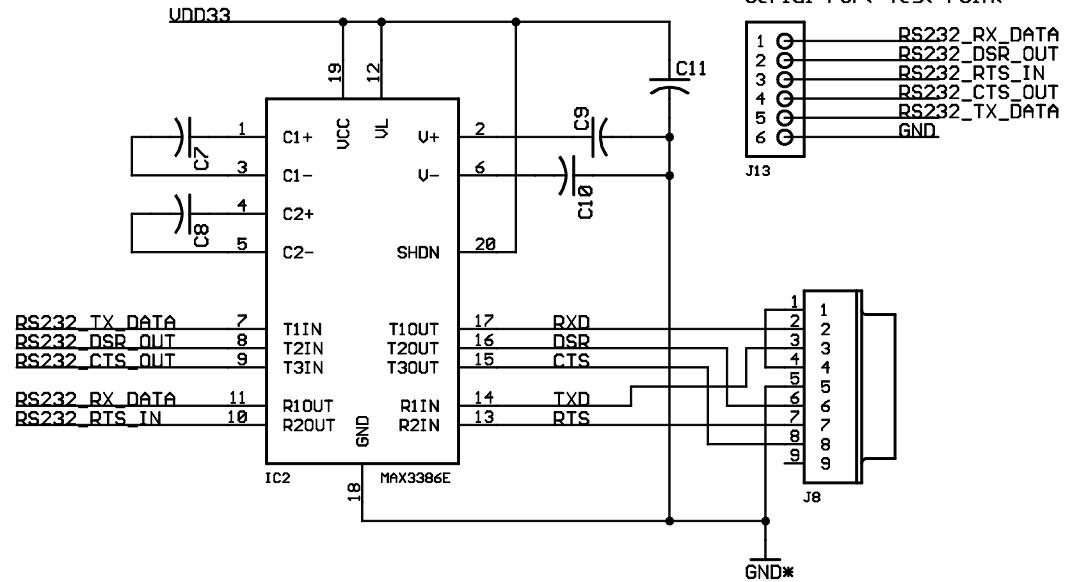 VDD33
Serial Port Test Point
1 RS232_RX_DATA
2 RS232_DSR_OUT
3 RS232_RTS_IN
4 RS232_CTS_OUT
5 RS232_TX_DATA
6 GND
J13
C11
19 12
VCC VL
1 C1+ V+ 2 C9
C7
3 C1- V- 6 C10
4 C2+
C8
5 C2- SHDN 20
RS232_TX_DATA 7 T1IN T1OUT 17 RXD
RS232_DSR_OUT 8 T2IN T2OUT 16 DSR
RS232_CTS_OUT 9 T3IN T3OUT 15 CTS
RS232_RX_DATA 11 R1OUT R1IN 14 TXD
RS232_RTS_IN 10 R2OUT R2IN 13 RTS
GND
IC2 18 MAX3386E
1 1
2 2
3 3
4 4
5 5
6 6
7 7
8 8
9 9
J8
GND*